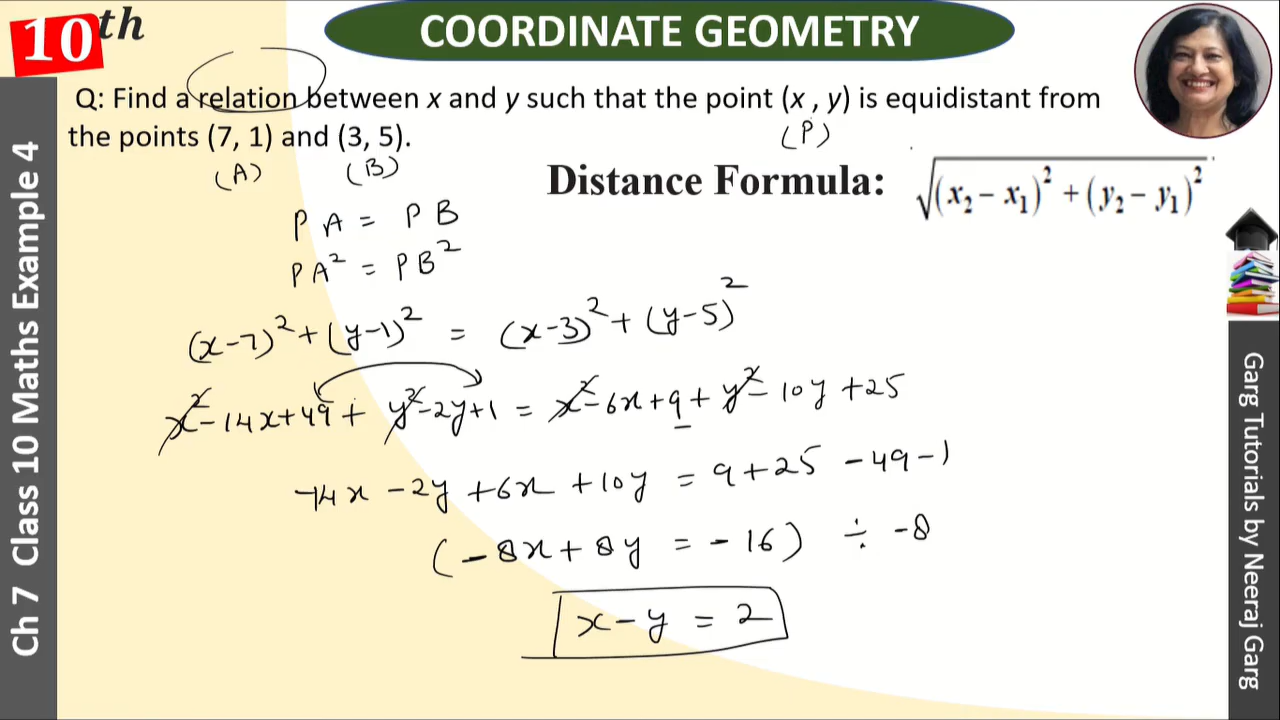 10th
COORDINATE GEOMETRY
Q: Find a relation between x and y such that the point (x , y) is equidistant from
the points (7, 1) and (3, 5).
(P)
(A) (B)
Distance Formula: √(x₂ − x₁)² + (y₂ − y₁)²
PA = PB
PA² = PB²
(x-7)² + (y-1)² = (x-3)² + (y-5)²
x² - 14x + 49 + y² - 2y + 1 = x² - 6x + 9 + y² - 10y + 25
-14x - 2y + 6x + 10y = 9 + 25 - 49 - 1
(-8x + 8y = -16) ÷ -8
x - y = 2
Ch 7 Class 10 Maths Example 4
Garg Tutorials by Neeraj Garg